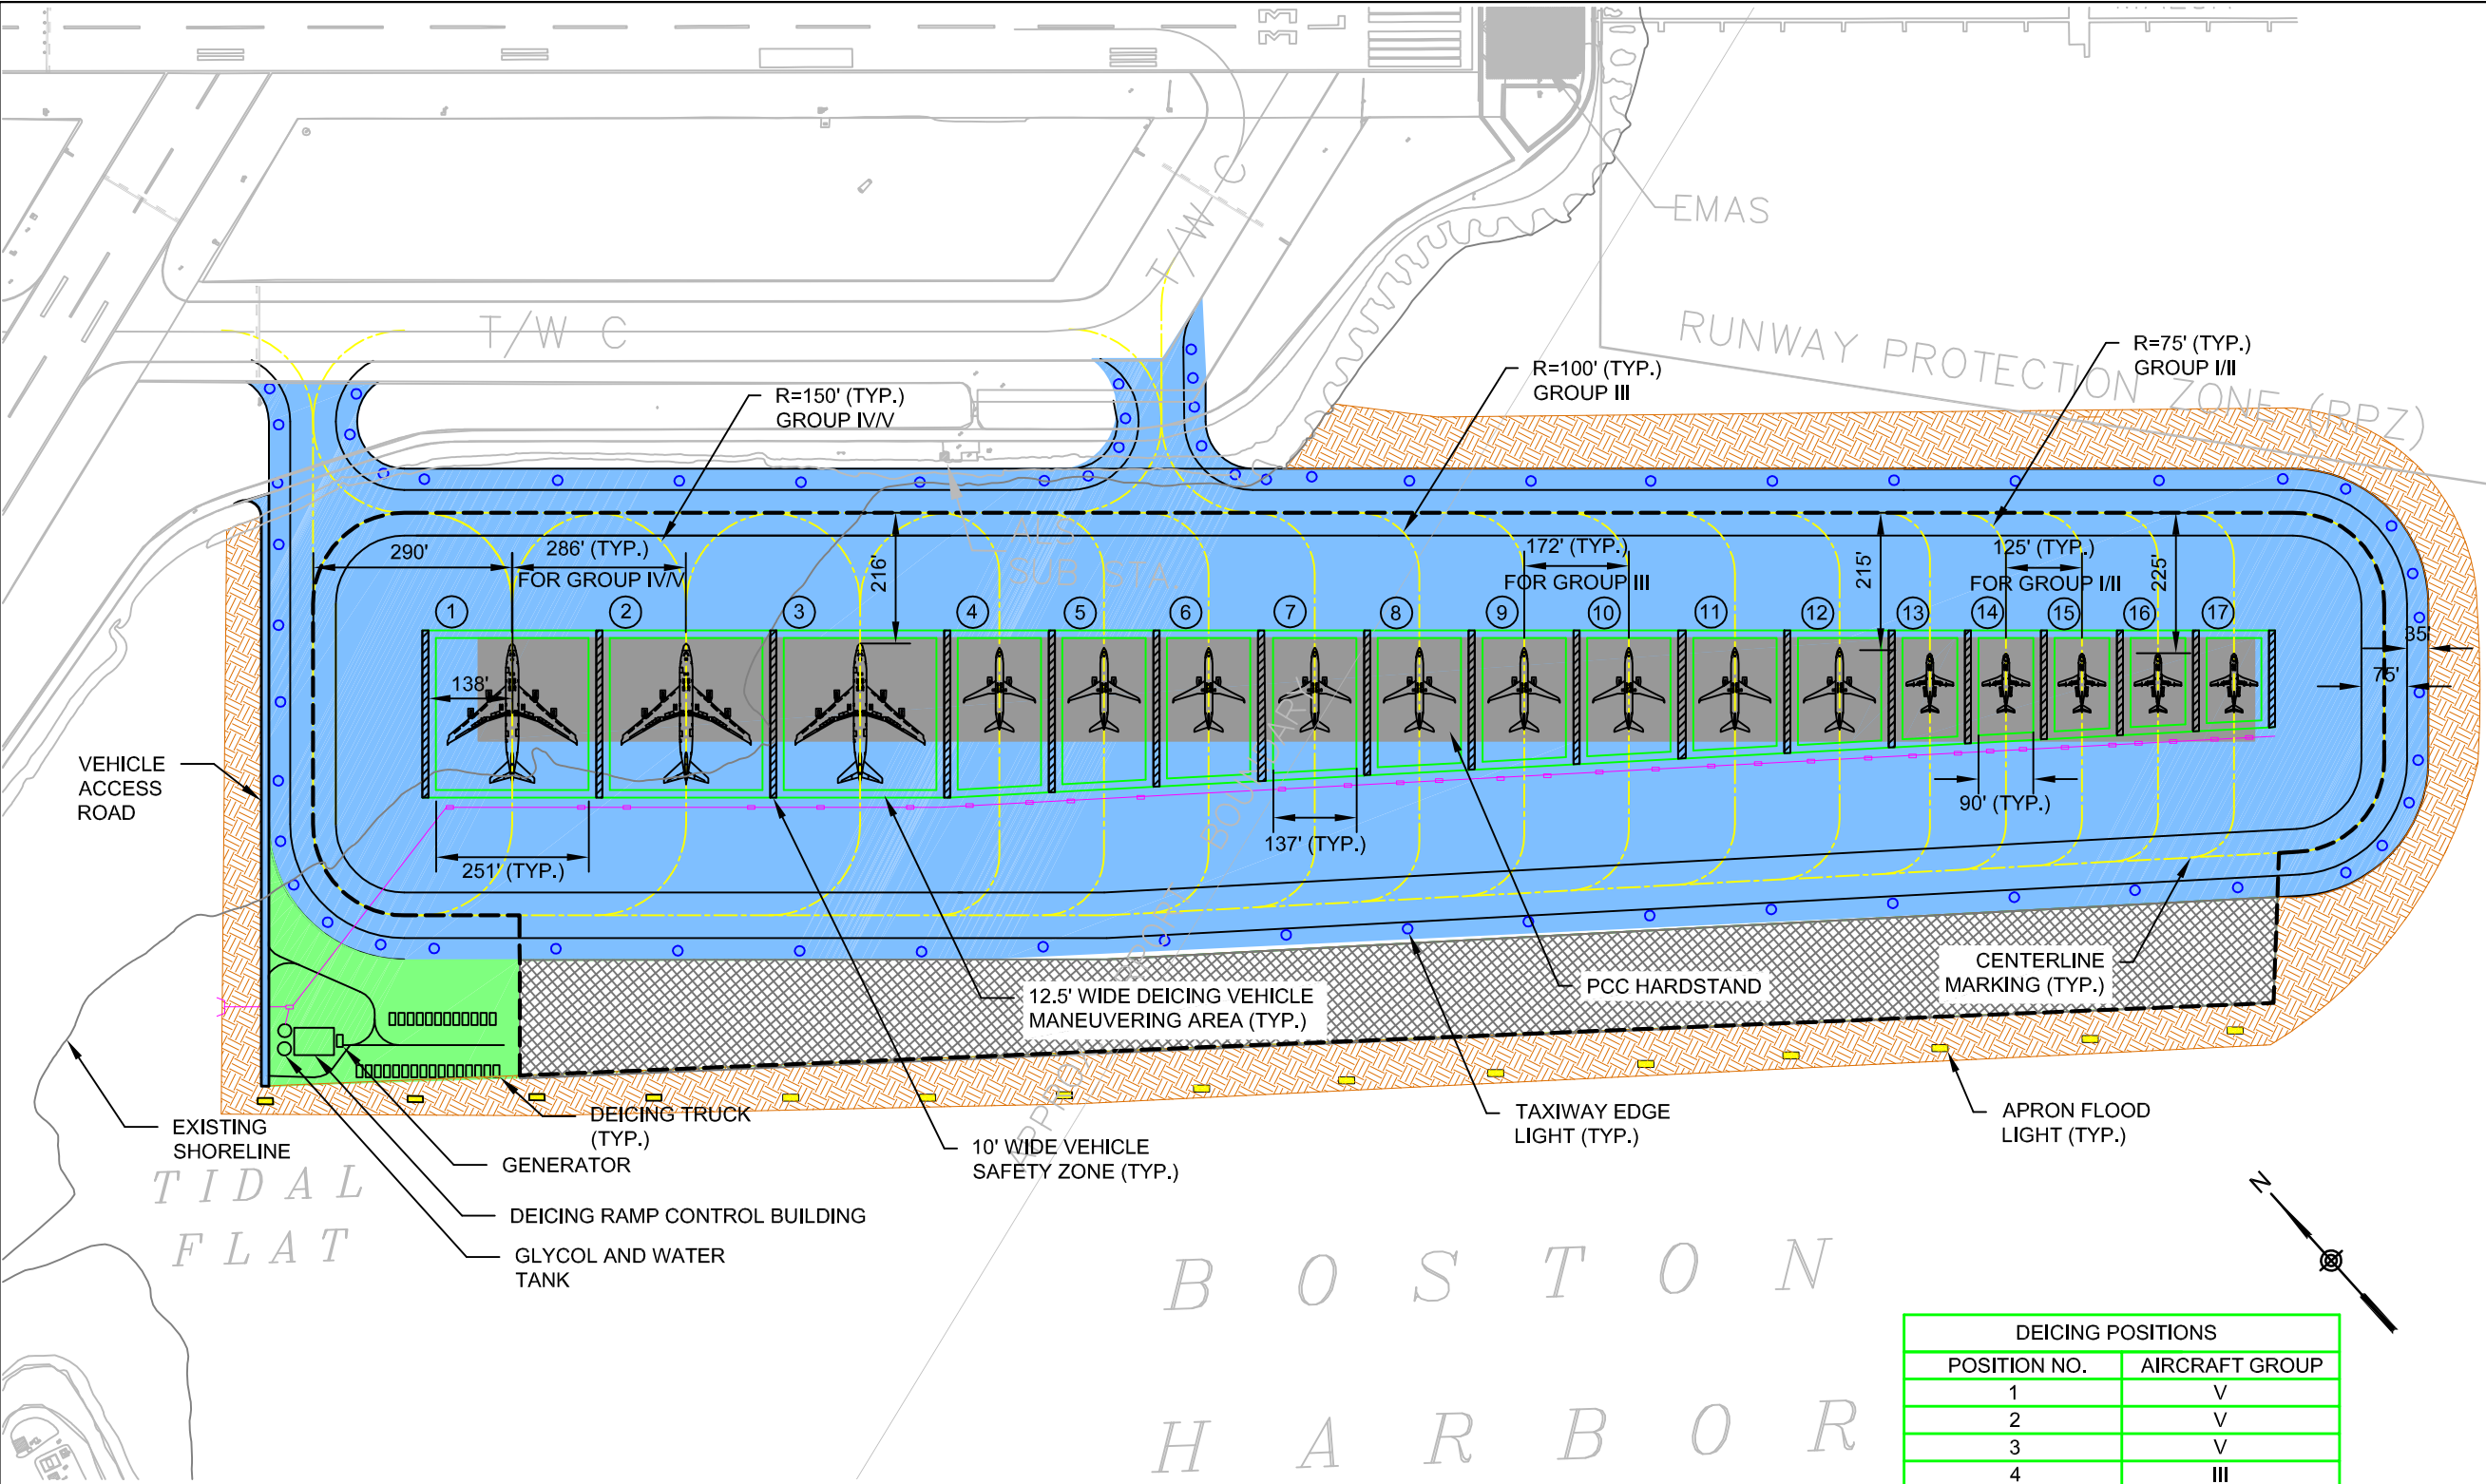 T/W C
T/W C
EMAS
RUNWAY PROTECTION ZONE (RPZ)
R=150' (TYP.)
GROUP IV/V
R=100' (TYP.)
GROUP III
R=75' (TYP.)
GROUP I/II
290'
286' (TYP.)
FOR GROUP IV/V
216'
ALS
SUB STA.
172' (TYP.)
FOR GROUP III
215'
125' (TYP.)
FOR GROUP I/II
225'
1
2
3
4
5
6
7
8
9
10
11
12
13
14
15
16
17
35'
75'
138'
VEHICLE
ACCESS
ROAD
251' (TYP.)
137' (TYP.)
90' (TYP.)
BOUNDARY
12.5' WIDE DEICING VEHICLE
MANEUVERING AREA (TYP.)
PCC HARDSTAND
CENTERLINE
MARKING (TYP.)
EXISTING
SHORELINE
DEICING TRUCK
(TYP.)
GENERATOR
10' WIDE VEHICLE
SAFETY ZONE (TYP.)
TAXIWAY EDGE
LIGHT (TYP.)
APRON FLOOD
LIGHT (TYP.)
TIDAL
FLAT
DEICING RAMP CONTROL BUILDING
GLYCOL AND WATER
TANK
N
BOSTON
HARBOR
DEICING POSITIONS
POSITION NO. AIRCRAFT GROUP
1 V
2 V
3 V
4 III